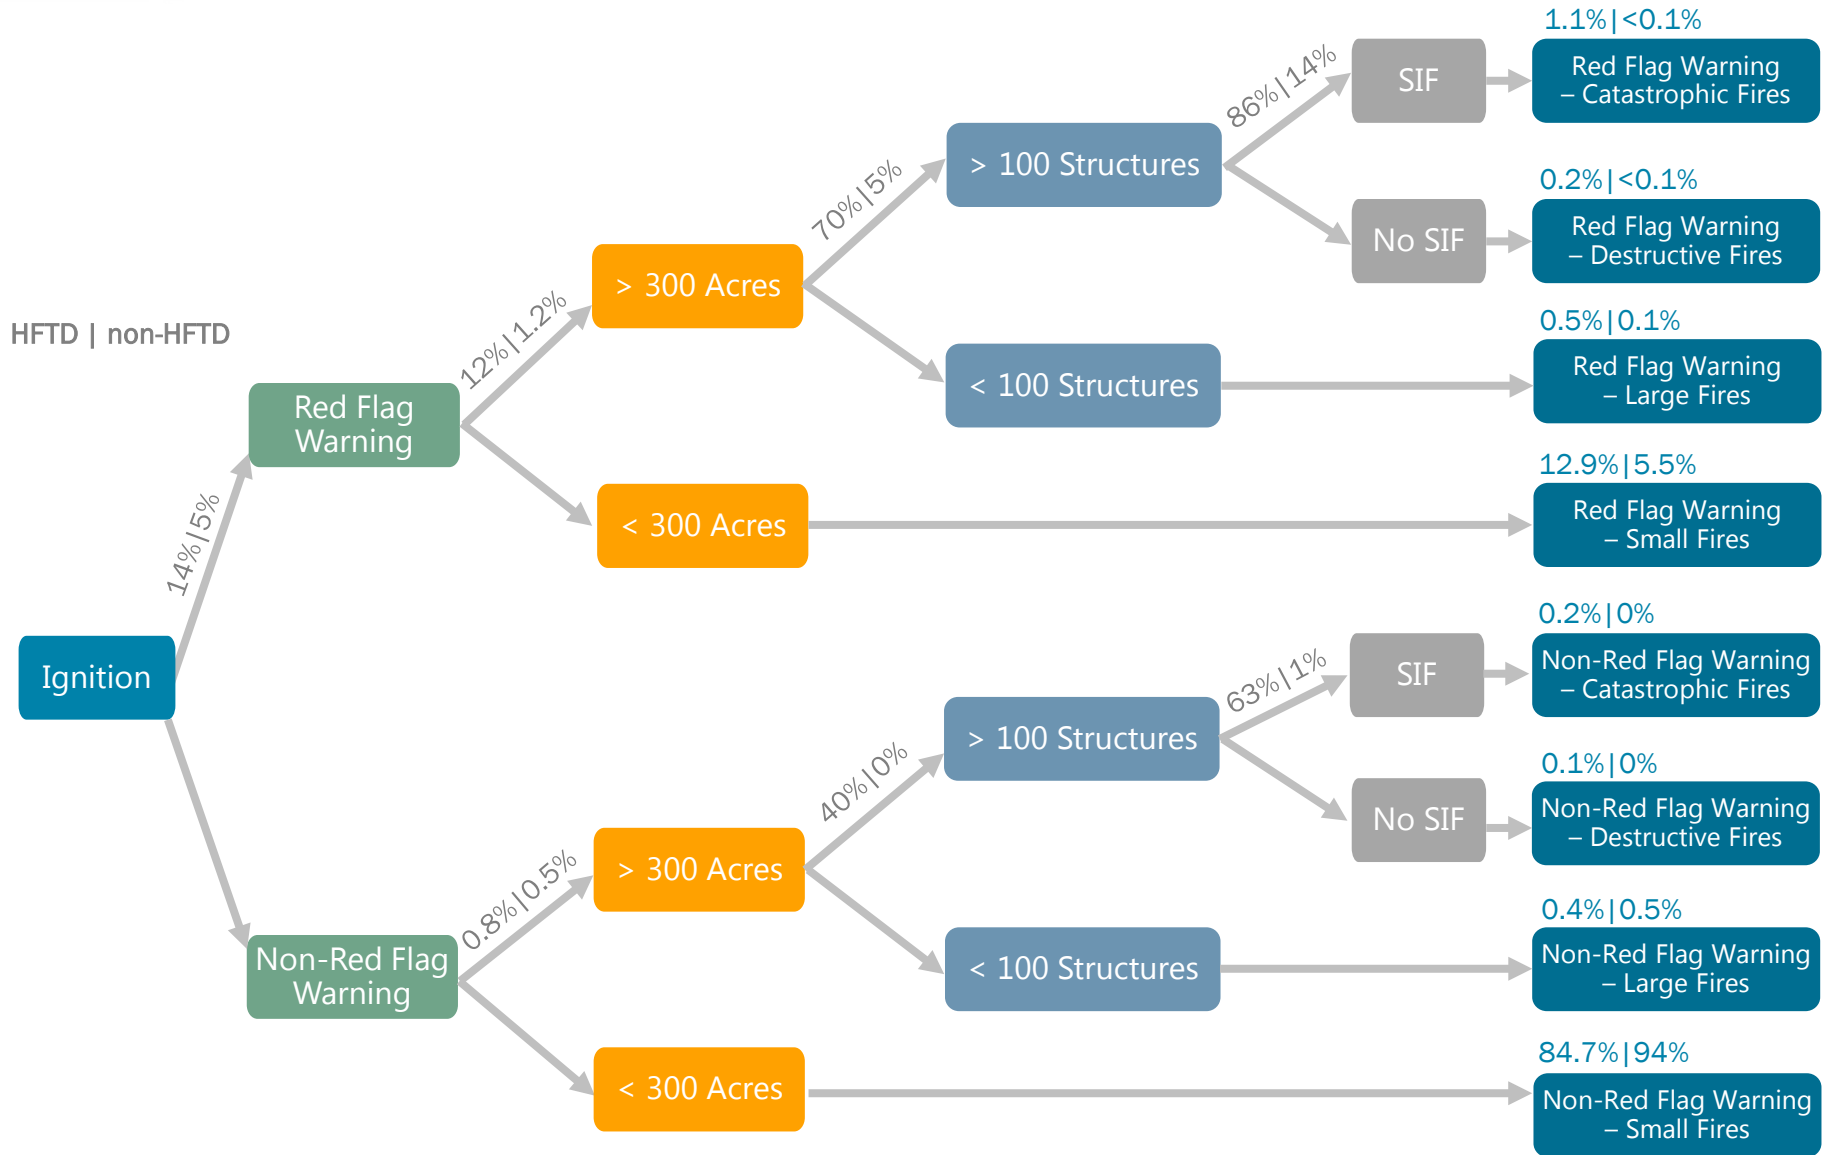 HFTD | non-HFTD
Ignition
14%|5%
Red Flag
Warning
12%|1.2%
> 300 Acres
70%|5%
> 100 Structures
86%|14%
SIF
1.1%|<0.1%
Red Flag Warning
– Catastrophic Fires
No SIF
0.2%|<0.1%
Red Flag Warning
– Destructive Fires
< 100 Structures
0.5%|0.1%
Red Flag Warning
– Large Fires
< 300 Acres
12.9%|5.5%
Red Flag Warning
– Small Fires
Non-Red Flag
Warning
0.8%|0.5%
> 300 Acres
40%|0%
> 100 Structures
63%|1%
SIF
0.2%|0%
Non-Red Flag Warning
– Catastrophic Fires
No SIF
0.1%|0%
Non-Red Flag Warning
– Destructive Fires
< 100 Structures
0.4%|0.5%
Non-Red Flag Warning
– Large Fires
< 300 Acres
84.7%|94%
Non-Red Flag Warning
– Small Fires